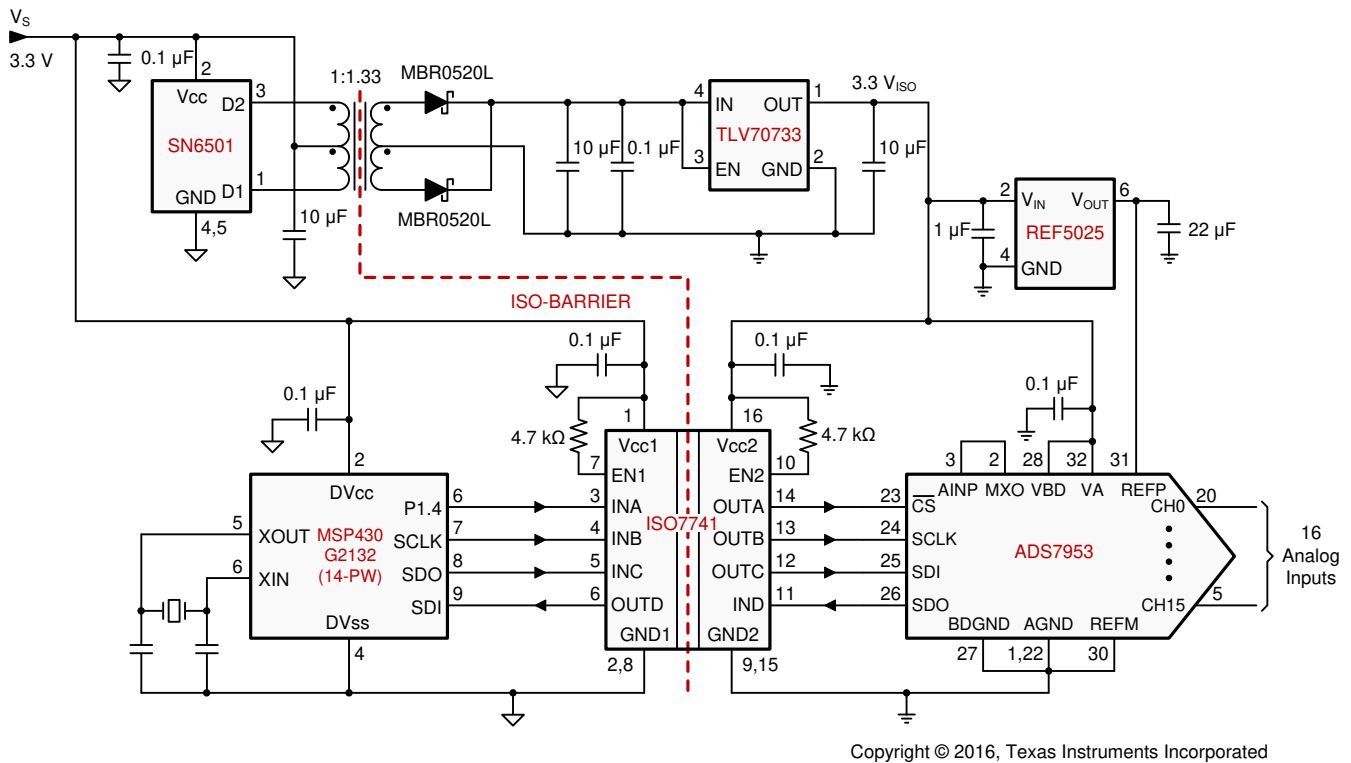 VS
3.3 V
0.1 µF
2
Vcc
D2
3
SN6501
D1
1
GND
4,5
10 µF
1:1.33
MBR0520L
MBR0520L
10 µF
0.1 µF
4
IN
OUT
1
TLV70733
3
EN
GND
2
3.3 VISO
10 µF
2
VIN
VOUT
6
1 µF
REF5025
22 µF
4
GND
ISO-BARRIER
0.1 µF
0.1 µF
0.1 µF
0.1 µF
4.7 kΩ
1
16
4.7 kΩ
2
DVcc
P1.4
6
5
XOUT
MSP430
G2132
(14-PW)
SCLK
7
6
XIN
SDO
8
SDI
9
DVss
4
Vcc1
Vcc2
7
EN1
EN2
10
3
INA
OUTA
14
ISO7741
4
INB
OUTB
13
5
INC
OUTC
12
6
OUTD
IND
11
GND1
GND2
2,8
9,15
3
2
28
32
31
AINP
MXO
VBD
VA
REFP
23
CS
CH0
20
24
SCLK
ADS7953
25
SDI
26
SDO
CH15
5
BDGND
AGND
REFM
27
1,22
30
16
Analog
Inputs
Copyright © 2016, Texas Instruments Incorporated